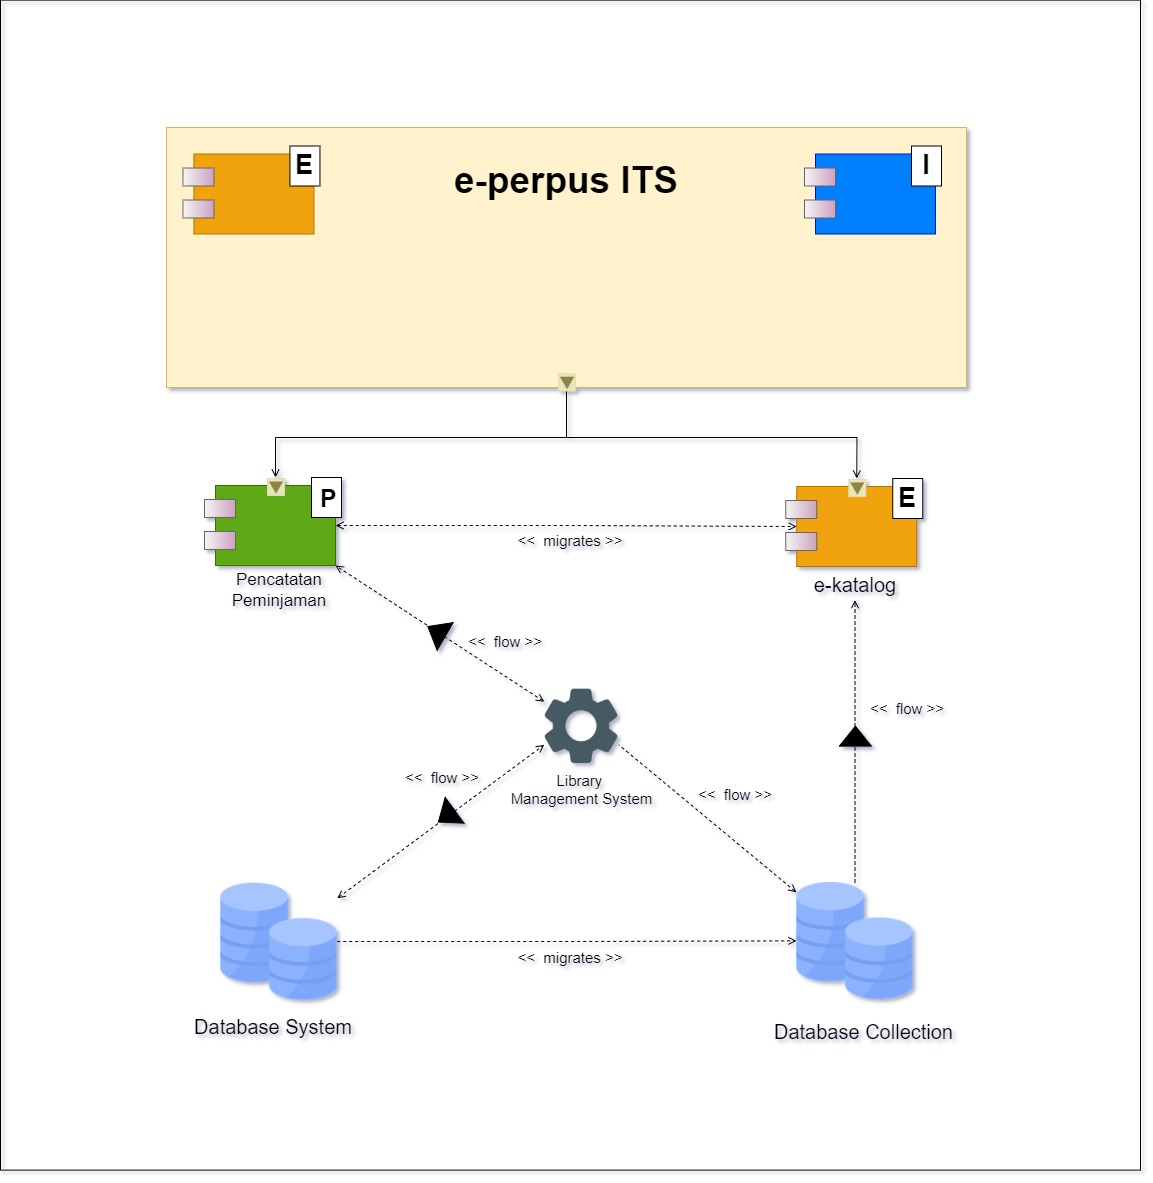 E
e-perpus ITS
I
P
E
<< migrates >>
Pencatatan
Peminjaman
e-katalog
<< flow >>
<< flow >>
<< flow >>
Library
Management System
<< flow >>
<< migrates >>
Database System
Database Collection